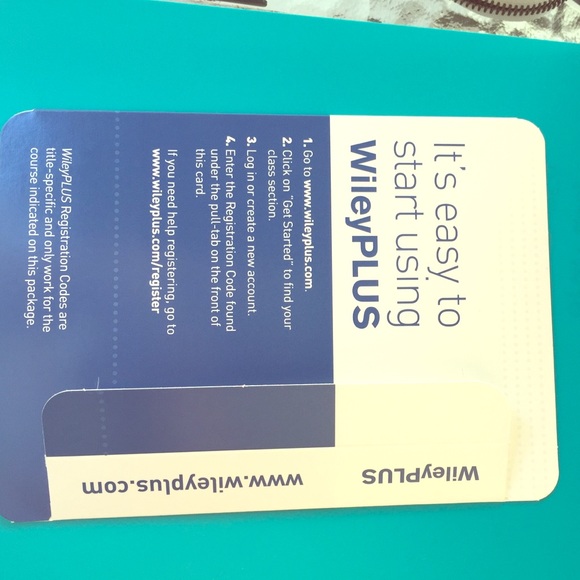 It's easy to
start using
WileyPLUS
1. Go to www.wileyplus.com.
2. Click on "Get Started" to find your
class section.
3. Log in or create a new account.
4. Enter the Registration Code found
under the pull-tab on the front of
this card.
If you need help registering, go to
www.wileyplus.com/register
WileyPLUS Registration Codes are
title-specific and only work for the
course indicated on this package.
WileyPLUS
www.wileyplus.com